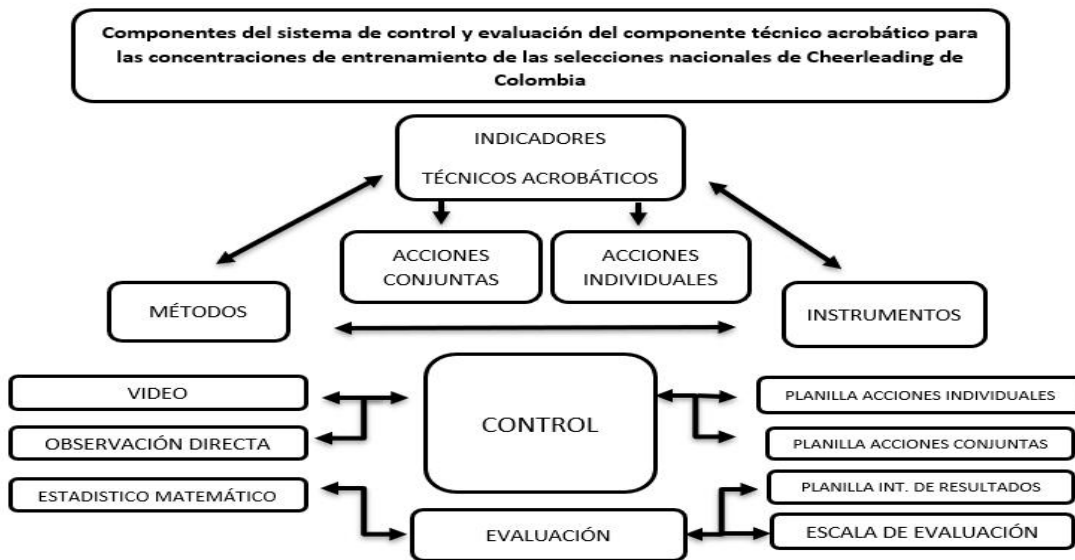 Componentes del sistema de control y evaluación del componente técnico acrobático para
las concentraciones de entrenamiento de las selecciones nacionales de Cheerleading de
Colombia
INDICADORES
TÉCNICOS ACROBÁTICOS
ACCIONES
CONJUNTAS
ACCIONES
INDIVIDUALES
MÉTODOS
INSTRUMENTOS
VIDEO
OBSERVACIÓN DIRECTA
ESTADISTICO MATEMÁTICO
CONTROL
EVALUACIÓN
PLANILLA ACCIONES INDIVIDUALES
PLANILLA ACCIONES CONJUNTAS
PLANILLA INT. DE RESULTADOS
ESCALA DE EVALUACIÓN